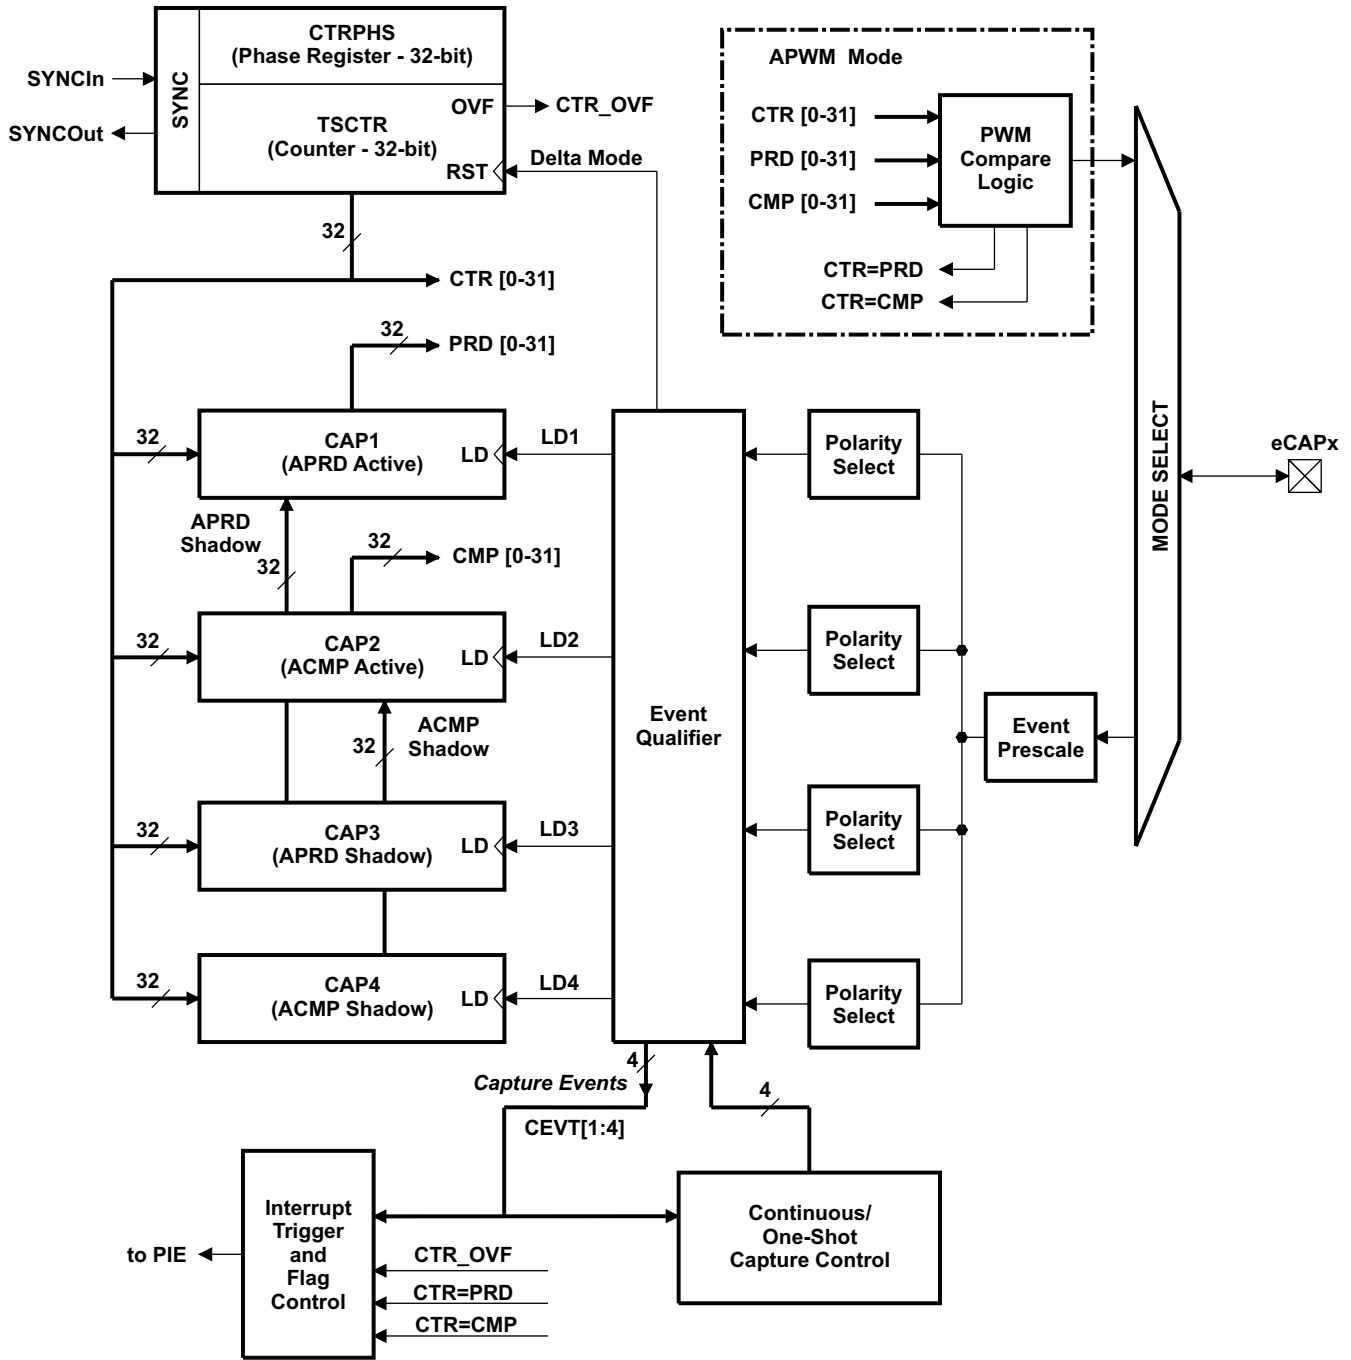 CTRPHS
(Phase Register - 32-bit)
SYNC
SYNCIn
SYNCOut
OVF
CTR_OVF
TSCTR
(Counter - 32-bit)
RST
Delta Mode
APWM Mode
CTR [0-31]
PRD [0-31]
CMP [0-31]
PWM
Compare
Logic
CTR=PRD
CTR=CMP
32
CTR [0-31]
32
PRD [0-31]
32
CAP1
(APRD Active)
LD
LD1
APRD
Shadow
32
32
CMP [0-31]
32
CAP2
(ACMP Active)
LD
LD2
ACMP
Shadow
32
32
CAP3
(APRD Shadow)
LD
LD3
32
CAP4
(ACMP Shadow)
LD
LD4
Event
Qualifier
Polarity
Select
Polarity
Select
Polarity
Select
Polarity
Select
Event
Prescale
MODE SELECT
eCAPx
4
Capture Events
CEVT[1:4]
4
Interrupt
Trigger
and
Flag
Control
to PIE
CTR_OVF
CTR=PRD
CTR=CMP
Continuous/
One-Shot
Capture Control